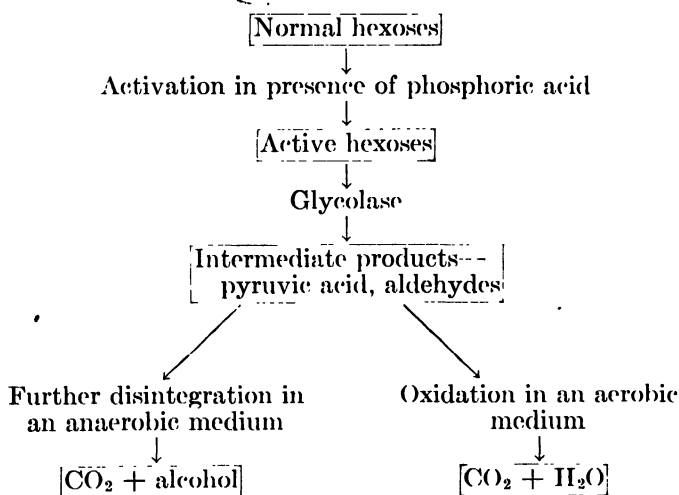 Normal hexoses
Activation in presence of phosphoric acid
Active hexoses
Glycolase
Intermediate products--
pyruvic acid, aldehydes
Further disintegration in
an anaerobic medium
CO₂ + alcohol
Oxidation in an aerobic
medium
CO₂ + H₂O